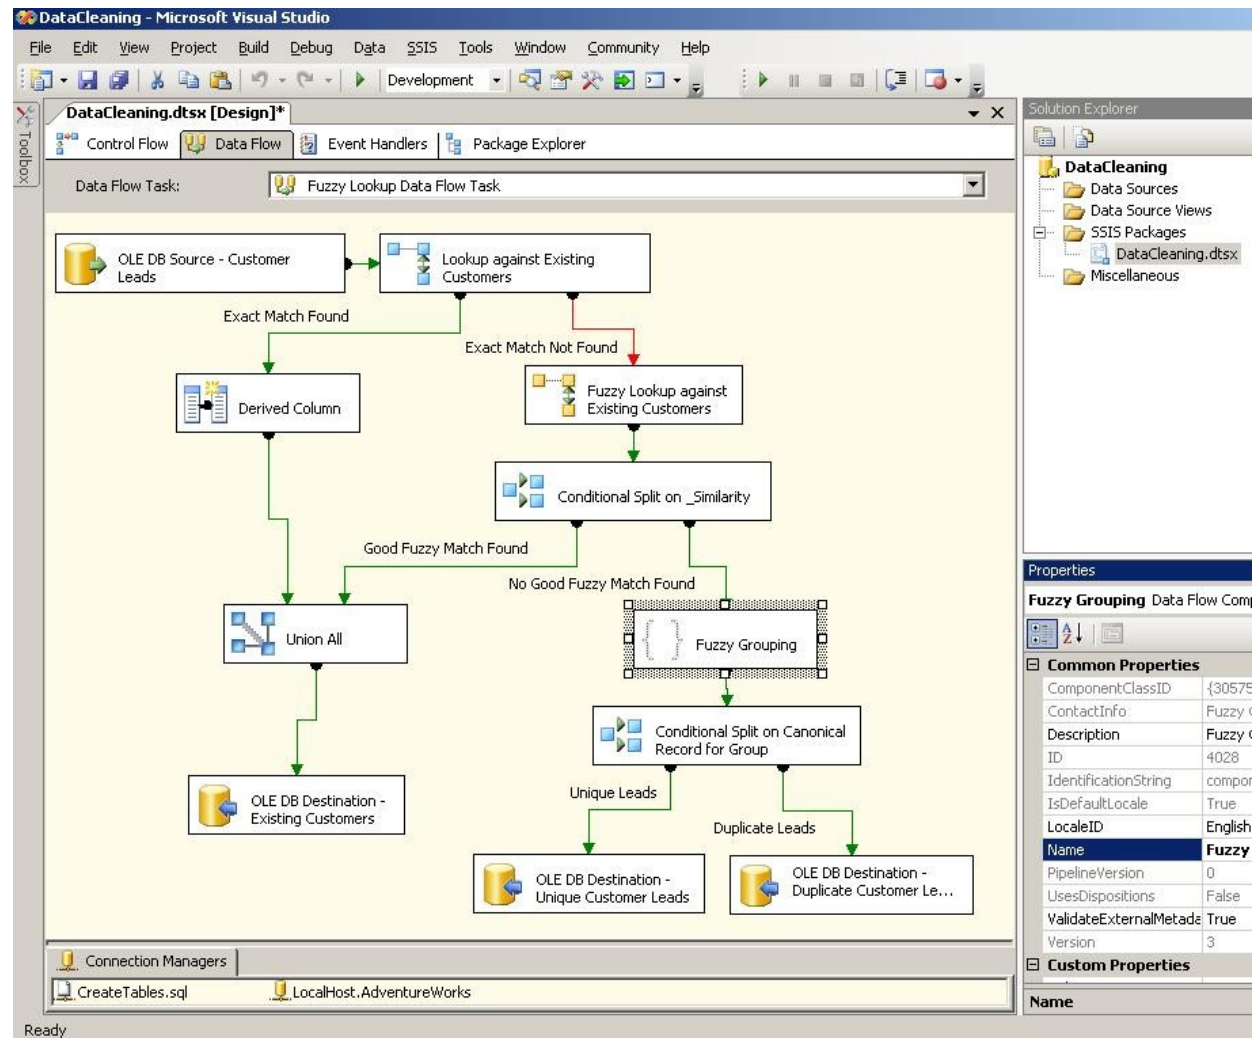 DataCleaning - Microsoft Visual Studio
File Edit View Project Build Debug Data SSIS Tools Window Community Help
Development
Toolbox
DataCleaning.dtsx [Design]*
Control Flow Data Flow Event Handlers Package Explorer
Data Flow Task: Fuzzy Lookup Data Flow Task
OLE DB Source - Customer
Leads
Lookup against Existing
Customers
Exact Match Found
Exact Match Not Found
Derived Column
Fuzzy Lookup against
Existing Customers
Conditional Split on _Similarity
Good Fuzzy Match Found
No Good Fuzzy Match Found
Union All
Fuzzy Grouping
Conditional Split on Canonical
Record for Group
OLE DB Destination -
Existing Customers
Unique Leads
Duplicate Leads
OLE DB Destination -
Unique Customer Leads
OLE DB Destination -
Duplicate Customer Le...
Connection Managers
CreateTables.sql LocalHost.AdventureWorks
Ready
Solution Explorer
DataCleaning
Data Sources
Data Source Views
SSIS Packages
DataCleaning.dtsx
Miscellaneous
Properties
Fuzzy Grouping Data Flow Comp
Common Properties
ComponentClassID {30575
ContactInfo Fuzzy G
Description Fuzzy G
ID 4028
IdentificationString compon
IsDefaultLocale True
LocaleID English
Name Fuzzy
PipelineVersion 0
UsesDispositions False
ValidateExternalMetada True
Version 3
Custom Properties
Name